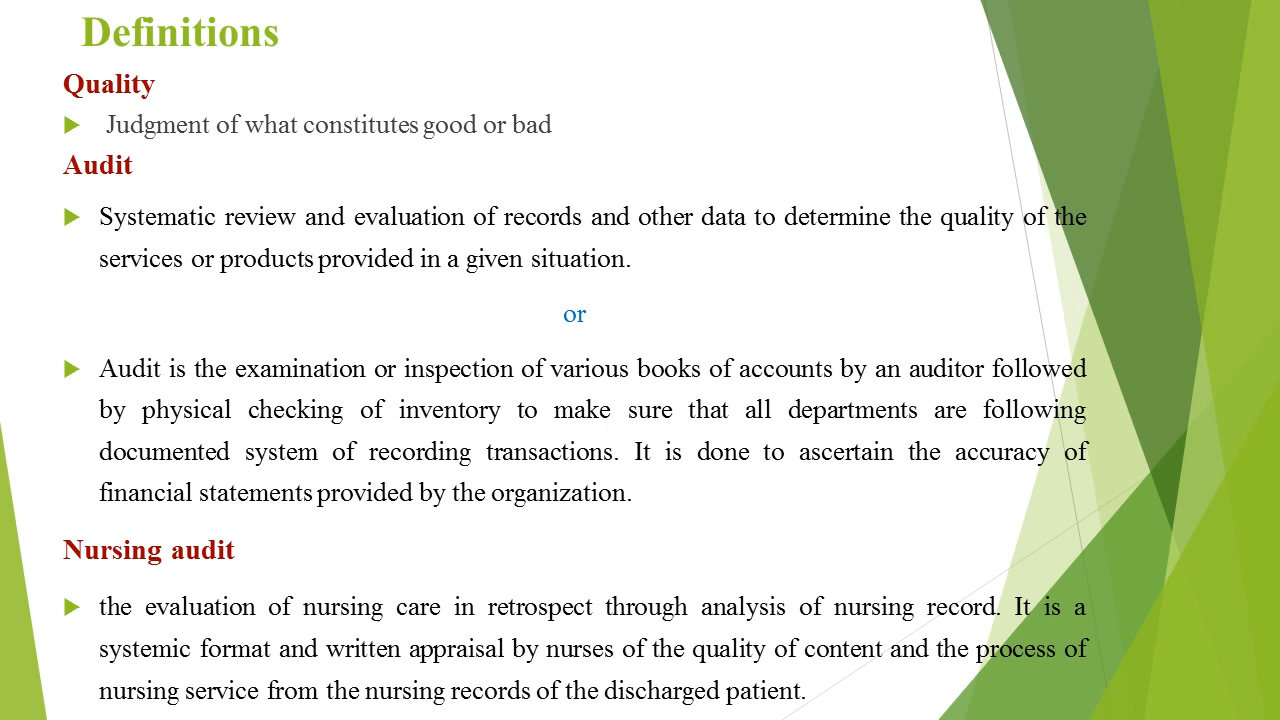 Definitions
Quality
Judgment of what constitutes good or bad
Audit
Systematic review and evaluation of records and other data to determine the quality of the
services or products provided in a given situation.
or
Audit is the examination or inspection of various books of accounts by an auditor followed
by physical checking of inventory to make sure that all departments are following
documented system of recording transactions. It is done to ascertain the accuracy of
financial statements provided by the organization.
Nursing audit
the evaluation of nursing care in retrospect through analysis of nursing record. It is a
systemic format and written appraisal by nurses of the quality of content and the process of
nursing service from the nursing records of the discharged patient.